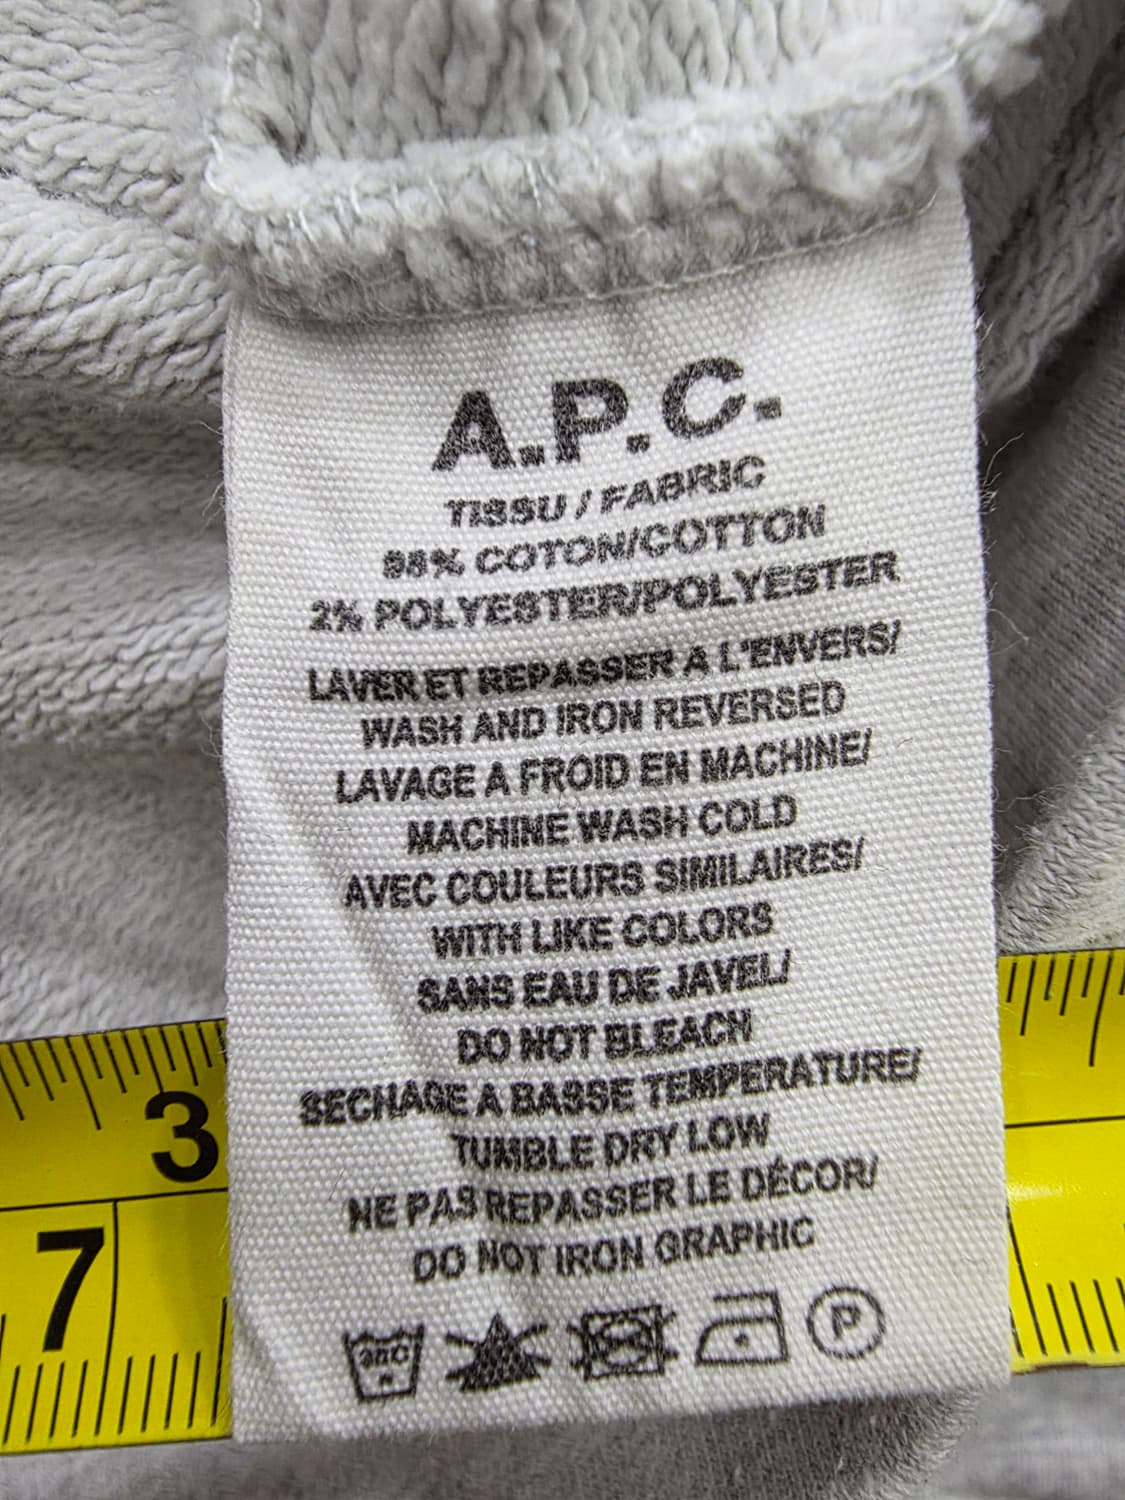 A.P.C.
TISSU / FABRIC
98% COTON/COTTON
2% POLYESTER/POLYESTER
LAVER ET REPASSER A L'ENVERS/
WASH AND IRON REVERSED
LAVAGE A FROID EN MACHINE/
MACHINE WASH COLD
AVEC COULEURS SIMILAIRES/
WITH LIKE COLORS
SANS EAU DE JAVEL/
DO NOT BLEACH
SECHAGE A BASSE TEMPERATURE/
TUMBLE DRY LOW
NE PAS REPASSER LE DÉCOR/
DO NOT IRON GRAPHIC
30C P
3
7